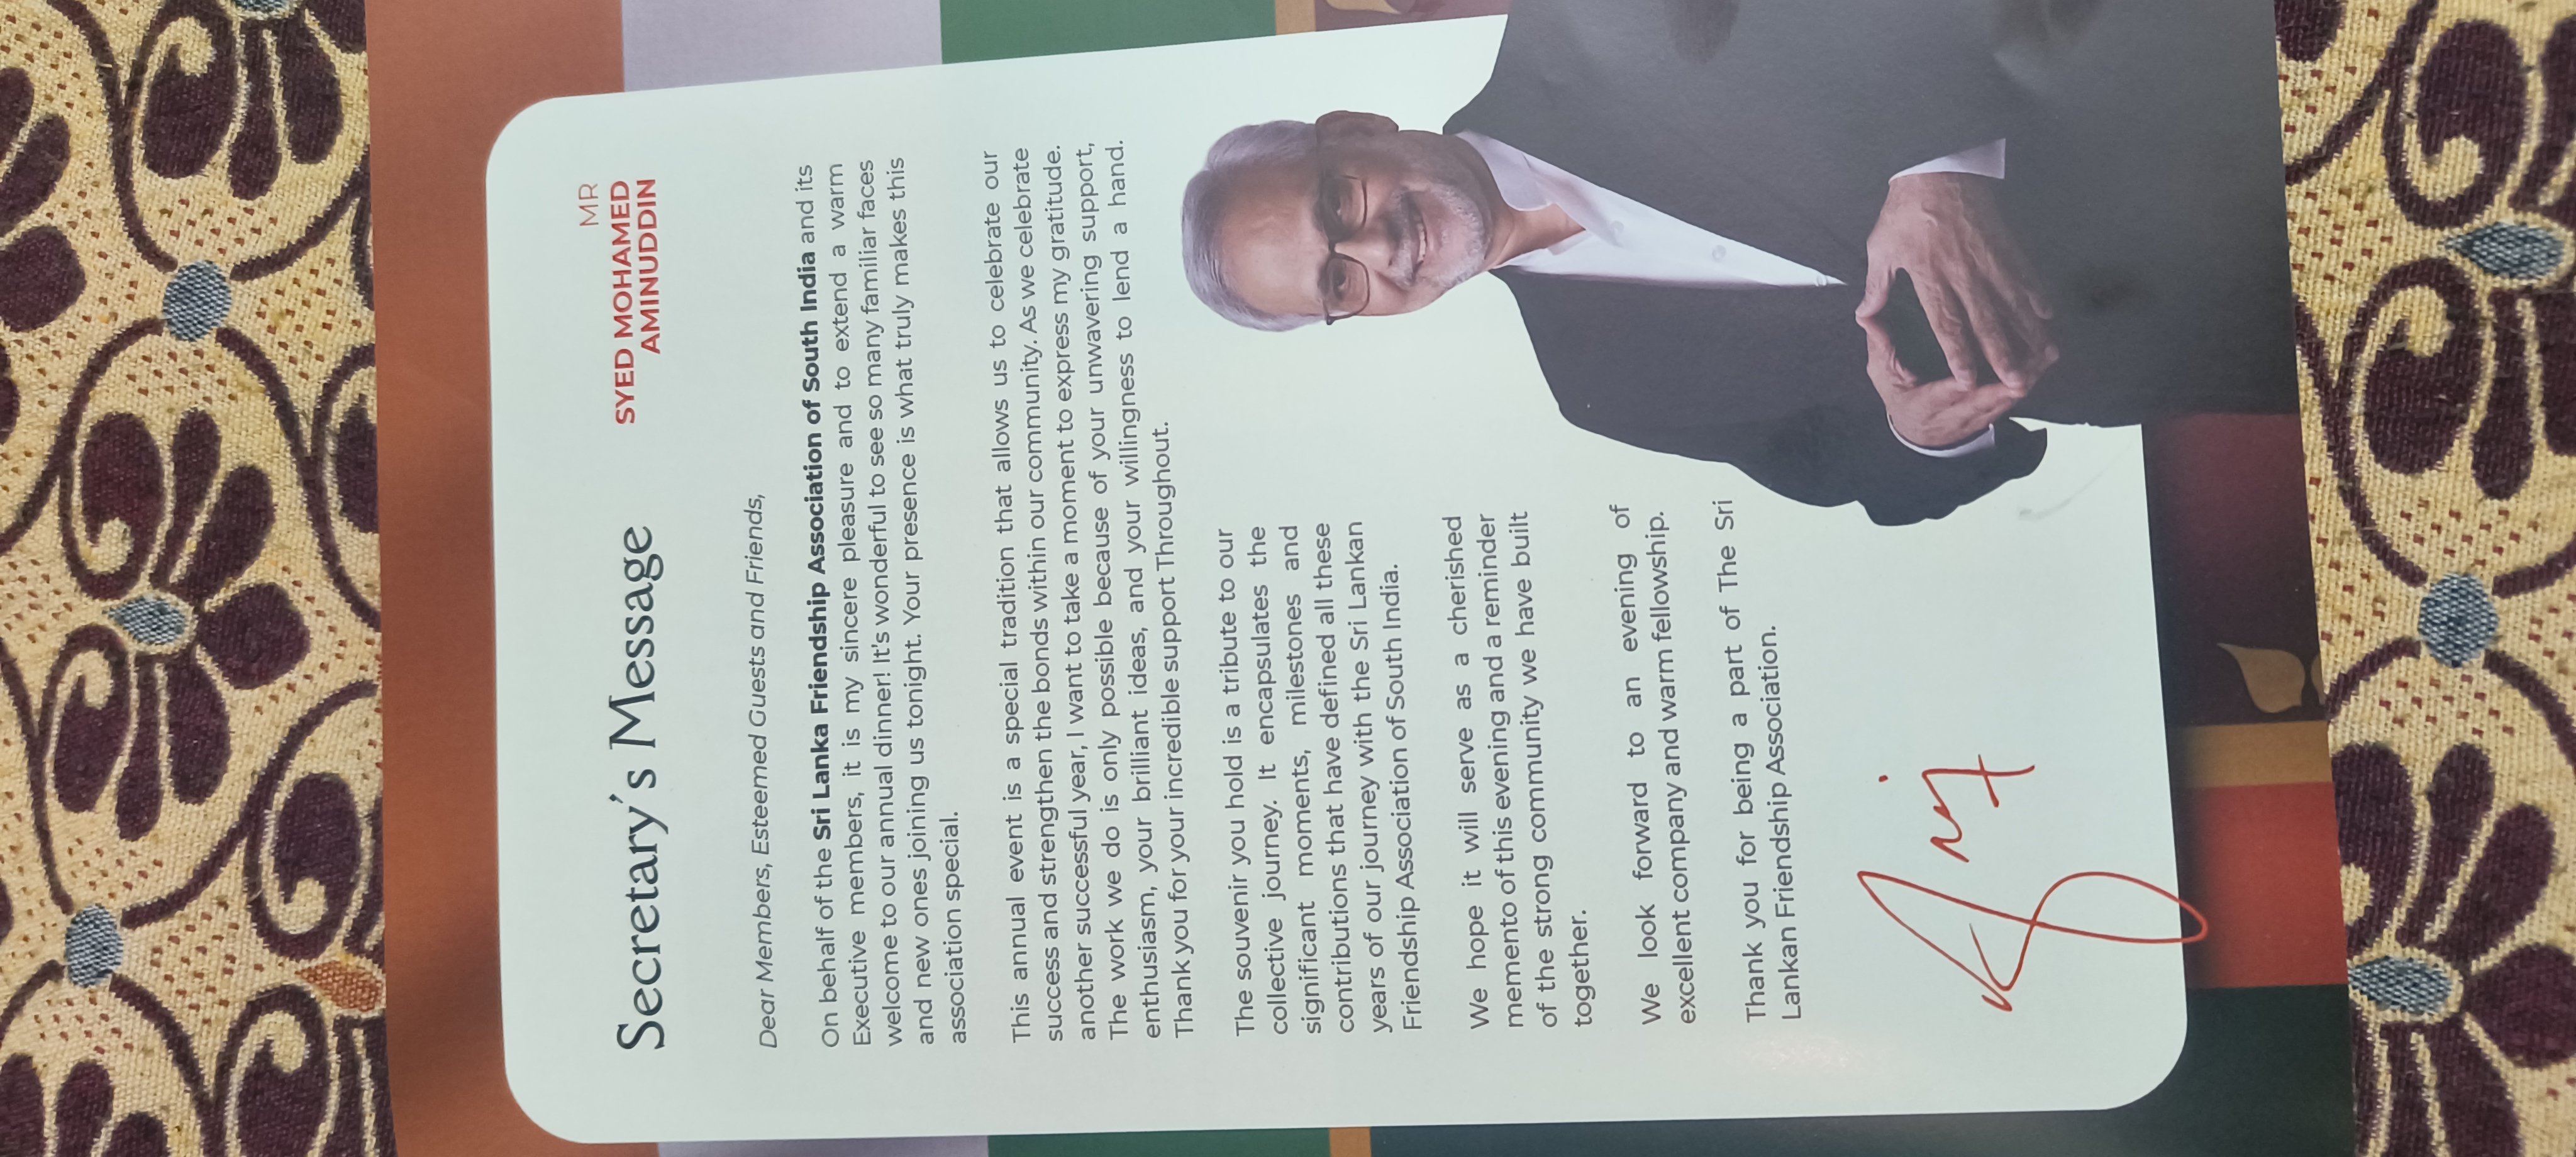 Secretary's Message
MR
SYED MOHAMED
AMINUDDIN
Dear Members, Esteemed Guests and Friends,
On behalf of the Sri Lanka Friendship Association of South India and its
Executive members, it is my sincere pleasure and to extend a warm
welcome to our annual dinner! It's wonderful to see so many familiar faces
and new ones joining us tonight. Your presence is what truly makes this
association special.
This annual event is a special tradition that allows us to celebrate our
success and strengthen the bonds within our community. As we celebrate
another successful year, I want to take a moment to express my gratitude.
The work we do is only possible because of your unwavering support,
enthusiasm, your brilliant ideas, and your willingness to lend a hand.
Thank you for your incredible support Throughout.
The souvenir you hold is a tribute to our
collective journey. It encapsulates the
significant moments, milestones and
contributions that have defined all these
years of our journey with the Sri Lankan
Friendship Association of South India.
We hope it will serve as a cherished
memento of this evening and a reminder
of the strong community we have built
together.
We look forward to an evening of
excellent company and warm fellowship.
Thank you for being a part of The Sri
Lankan Friendship Association.